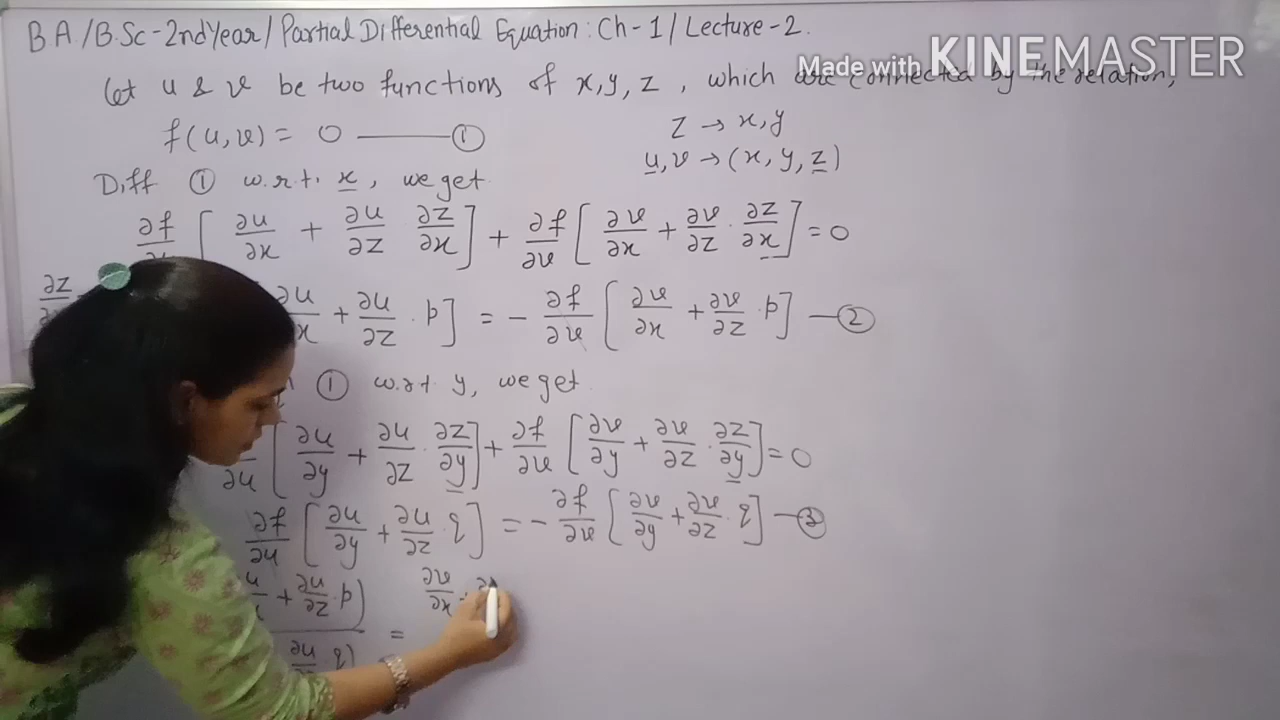 B.A/B.Sc-2nd Year/Partial Differential Equation: Ch-1/Lecture-2.
Made with KINEMASTER
Let u & v be two functions of x, y, z, which are connected by the relation,
f(u, v) = 0 — ①
z → x, y
u, v → (x, y, z)
Diff ① w.r.t. x, we get
∂f/ [∂u/∂x + ∂u/∂z ∂z/∂x] + ∂f/∂v [∂v/∂x + ∂v/∂z · ∂z/∂x] = 0
∂z/ ∂u/x + ∂u/∂z · p] = - ∂f/∂v [∂v/∂x + ∂v/∂z · p] — ②
① w.r.t y, we get
/∂u [∂u/∂y + ∂u/∂z · ∂z/∂y] + ∂f/∂v [∂v/∂y + ∂v/∂z · ∂z/∂y] = 0
∂f/∂u [∂u/∂y + ∂u/∂z · q] = - ∂f/∂v [∂v/∂y + ∂v/∂z · q] — ③
+ ∂u/∂z · p) = ∂v/∂x
· q)